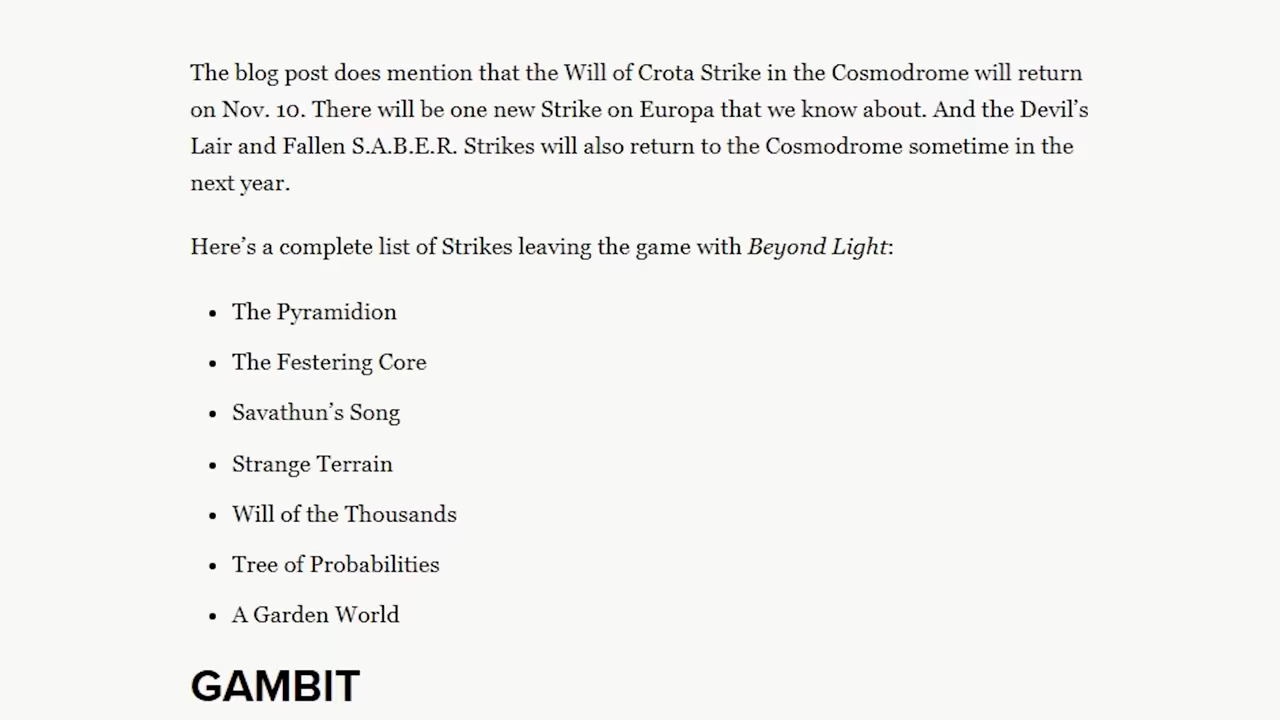 The blog post does mention that the Will of Crota Strike in the Cosmodrome will return
on Nov. 10. There will be one new Strike on Europa that we know about. And the Devil’s
Lair and Fallen S.A.B.E.R. Strikes will also return to the Cosmodrome sometime in the
next year.
Here’s a complete list of Strikes leaving the game with Beyond Light:
• The Pyramidion
• The Festering Core
• Savathun’s Song
• Strange Terrain
• Will of the Thousands
• Tree of Probabilities
• A Garden World
GAMBIT